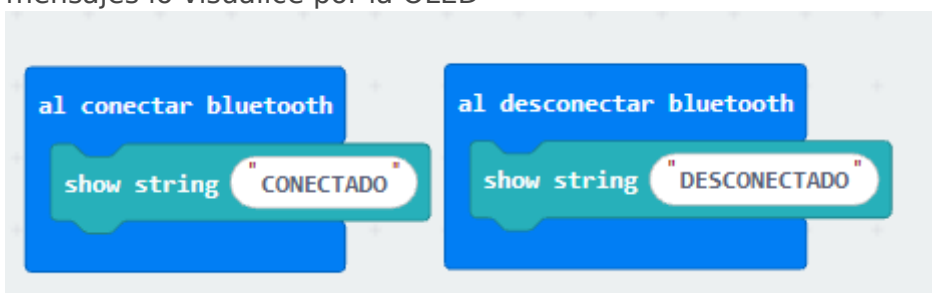 mensajes lo visualice por la OLED
al conectar bluetooth
show string "CONECTADO"
al desconectar bluetooth
show string "DESCONECTADO"